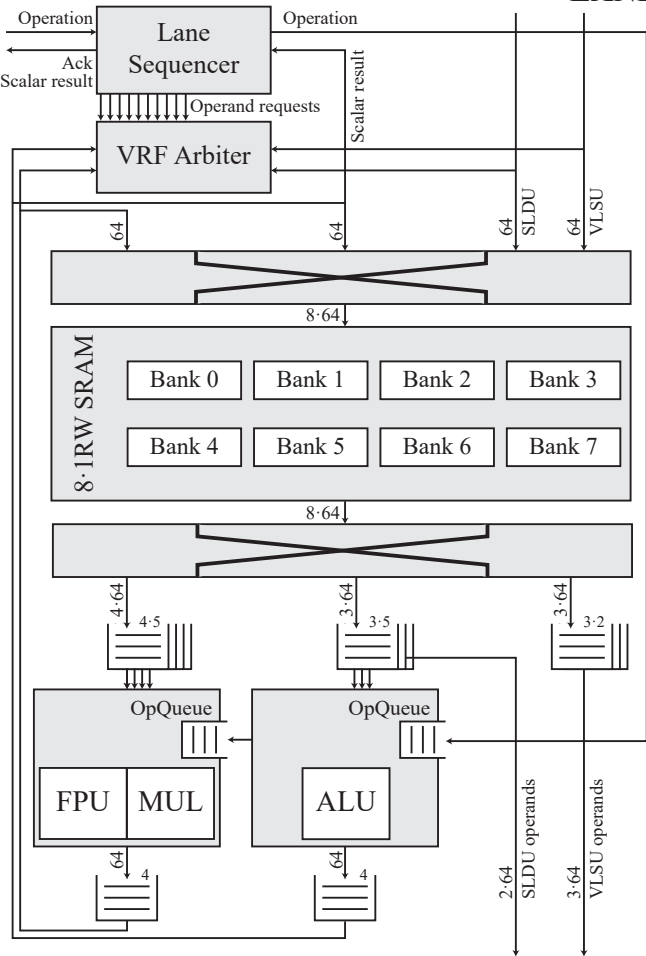 Operation
Lane
Sequencer
Operation
Ack
Scalar result
Operand requests
Scalar result
VRF Arbiter
64
64
64
SLDU
64
VLSU
8·64
8·1RW SRAM
Bank 0
Bank 1
Bank 2
Bank 3
Bank 4
Bank 5
Bank 6
Bank 7
8·64
4·64
3·64
3·64
4·5
3·5
3·2
OpQueue
OpQueue
FPU
MUL
ALU
64
64
4
4
2·64
SLDU operands
3·64
VLSU operands